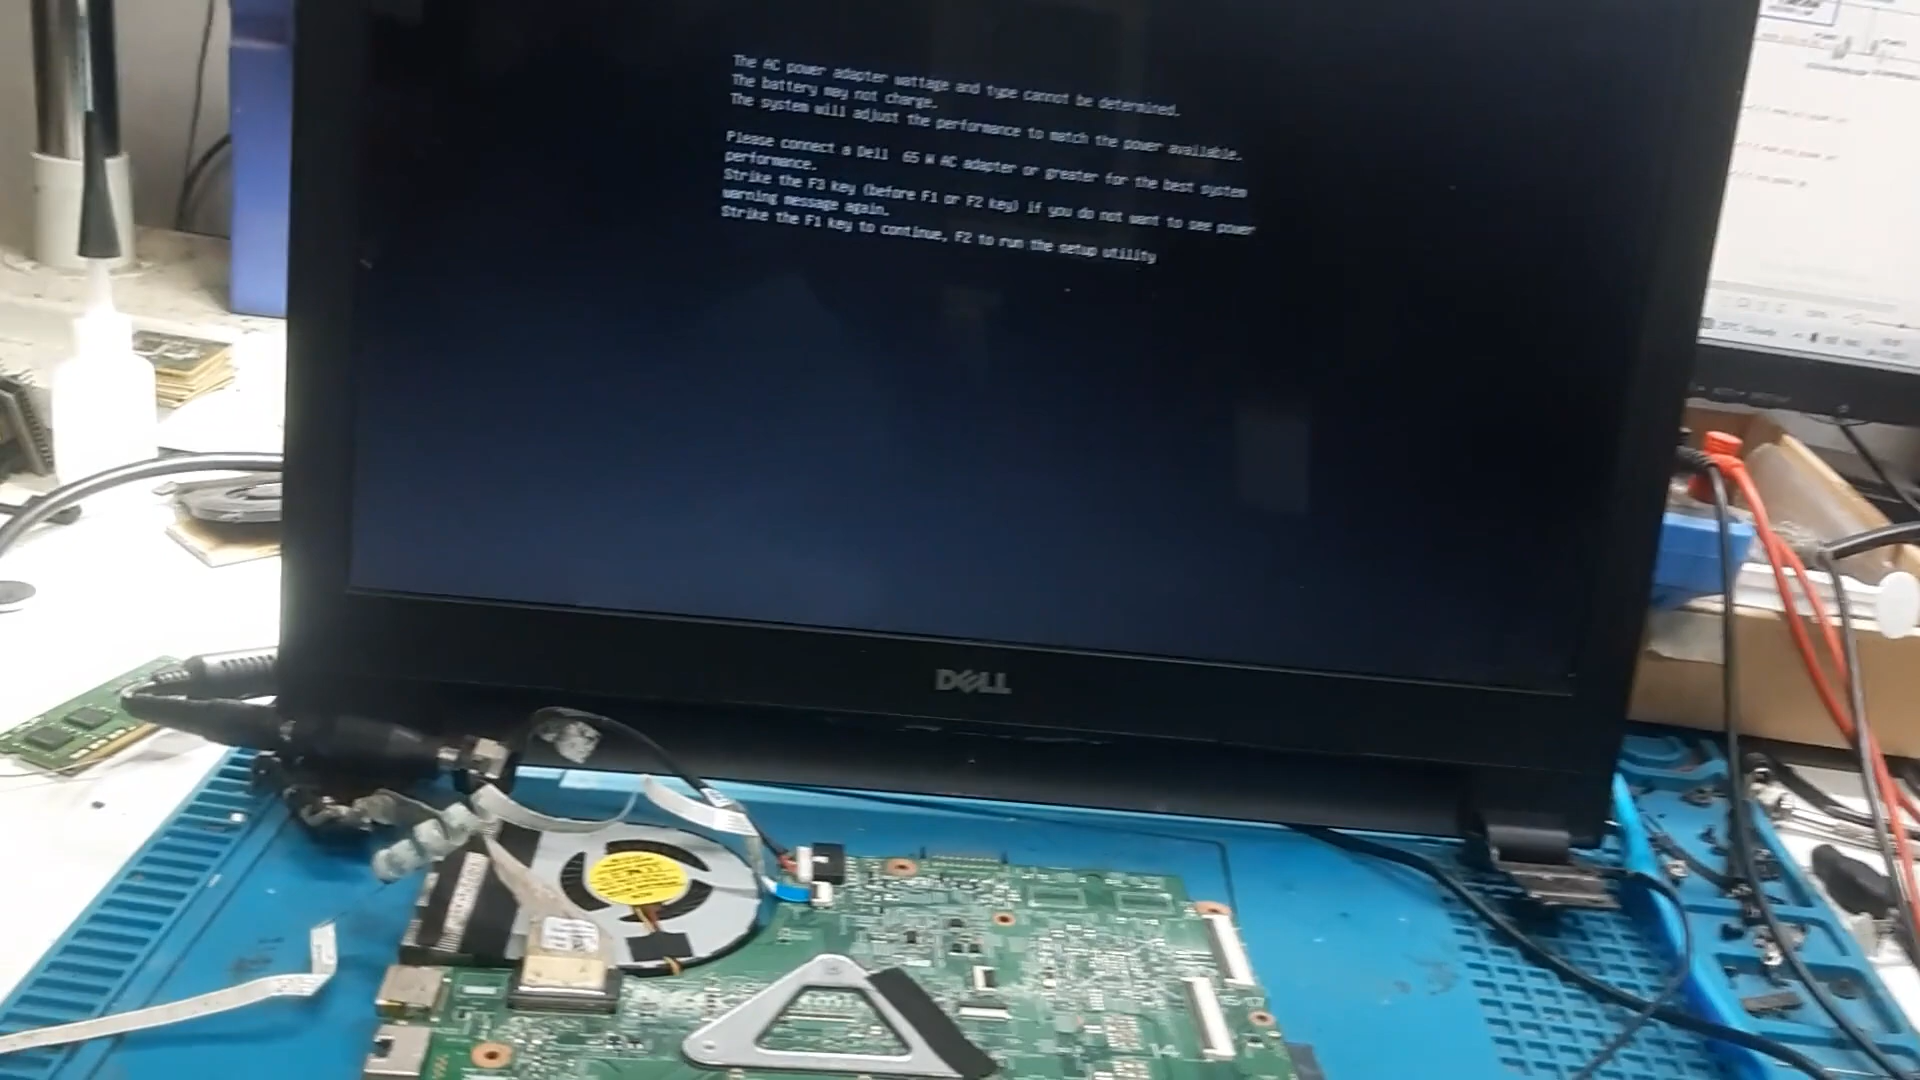 The AC power adapter wattage and type cannot be determined.
The battery may not charge.
The system will adjust the performance to match the power available.
Please connect a Dell 65 W AC adapter or greater for the best system
performance.
Strike the F3 key (before F1 or F2 key) if you do not want to see power
warning message again.
Strike the F1 key to continue, F2 to run the setup utility
DELL